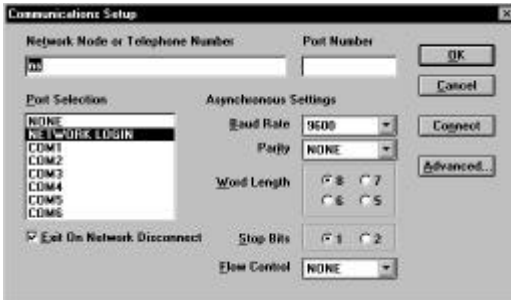 Communications Setup
Network Node or Telephone Number
Port Number
OK
Cancel
Port Selection
NONE
NETWORK LOGIN
COM1
COM2
COM3
COM4
COM5
COM6
Exit On Network Disconnect
Asynchronous Settings
Baud Rate 9600
Parity NONE
Word Length 8 7
6 5
Stop Bits 1 2
Flow Control NONE
Connect
Advanced...